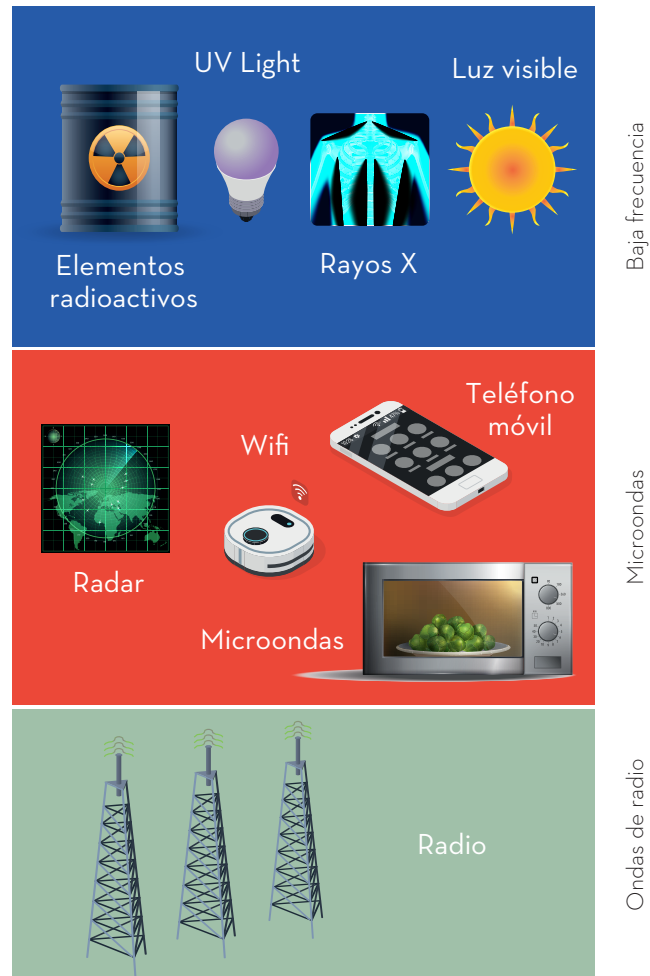 UV Light
Luz visible
Elementos
radioactivos
Rayos X
Baja frecuencia
Teléfono
móvil
Wifi
Radar
Microondas
Microondas
Radio
Ondas de radio